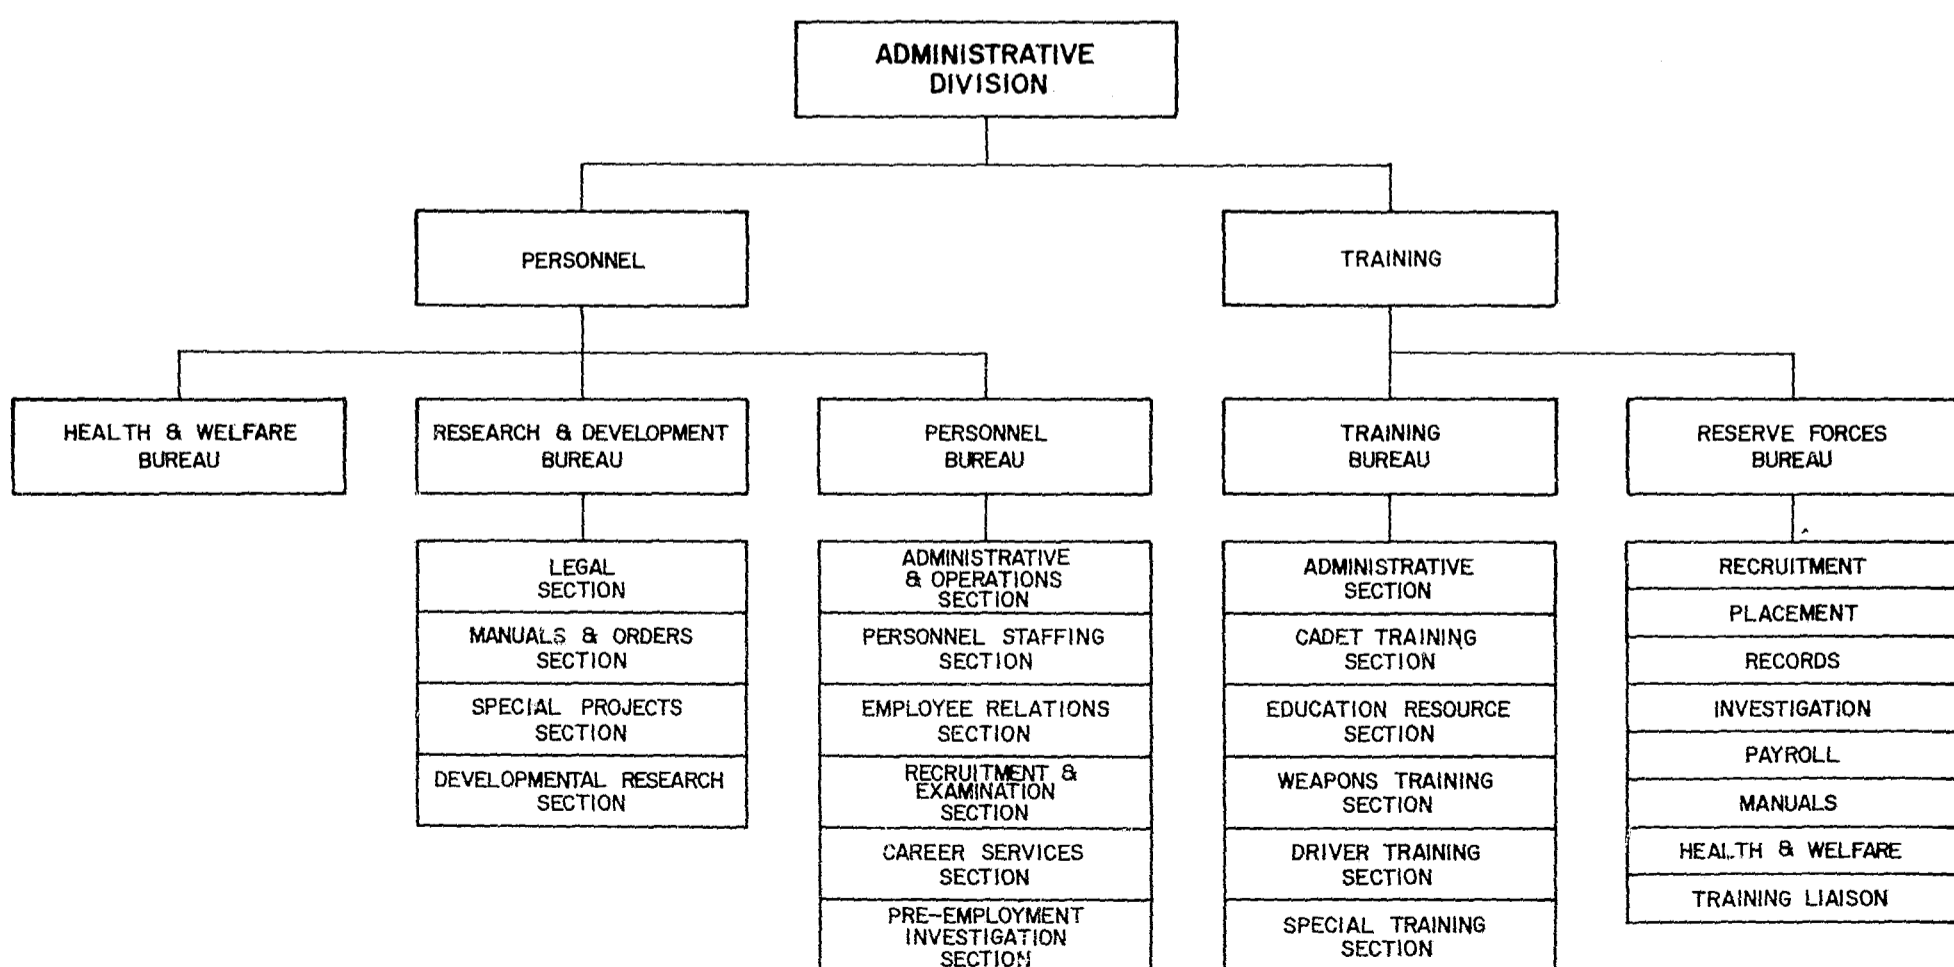 ADMINISTRATIVE
DIVISION
PERSONNEL
TRAINING
HEALTH & WELFARE
BUREAU
RESEARCH & DEVELOPMENT
BUREAU
PERSONNEL
BUREAU
TRAINING
BUREAU
RESERVE FORCES
BUREAU
LEGAL
SECTION
MANUALS & ORDERS
SECTION
SPECIAL PROJECTS
SECTION
DEVELOPMENTAL RESEARCH
SECTION
ADMINISTRATIVE
& OPERATIONS
SECTION
PERSONNEL STAFFING
SECTION
EMPLOYEE RELATIONS
SECTION
RECRUITMENT &
EXAMINATION
SECTION
CAREER SERVICES
SECTION
PRE-EMPLOYMENT
INVESTIGATION
SECTION
ADMINISTRATIVE
SECTION
CADET TRAINING
SECTION
EDUCATION RESOURCE
SECTION
WEAPONS TRAINING
SECTION
DRIVER TRAINING
SECTION
SPECIAL TRAINING
SECTION
RECRUITMENT
PLACEMENT
RECORDS
INVESTIGATION
PAYROLL
MANUALS
HEALTH & WELFARE
TRAINING LIAISON